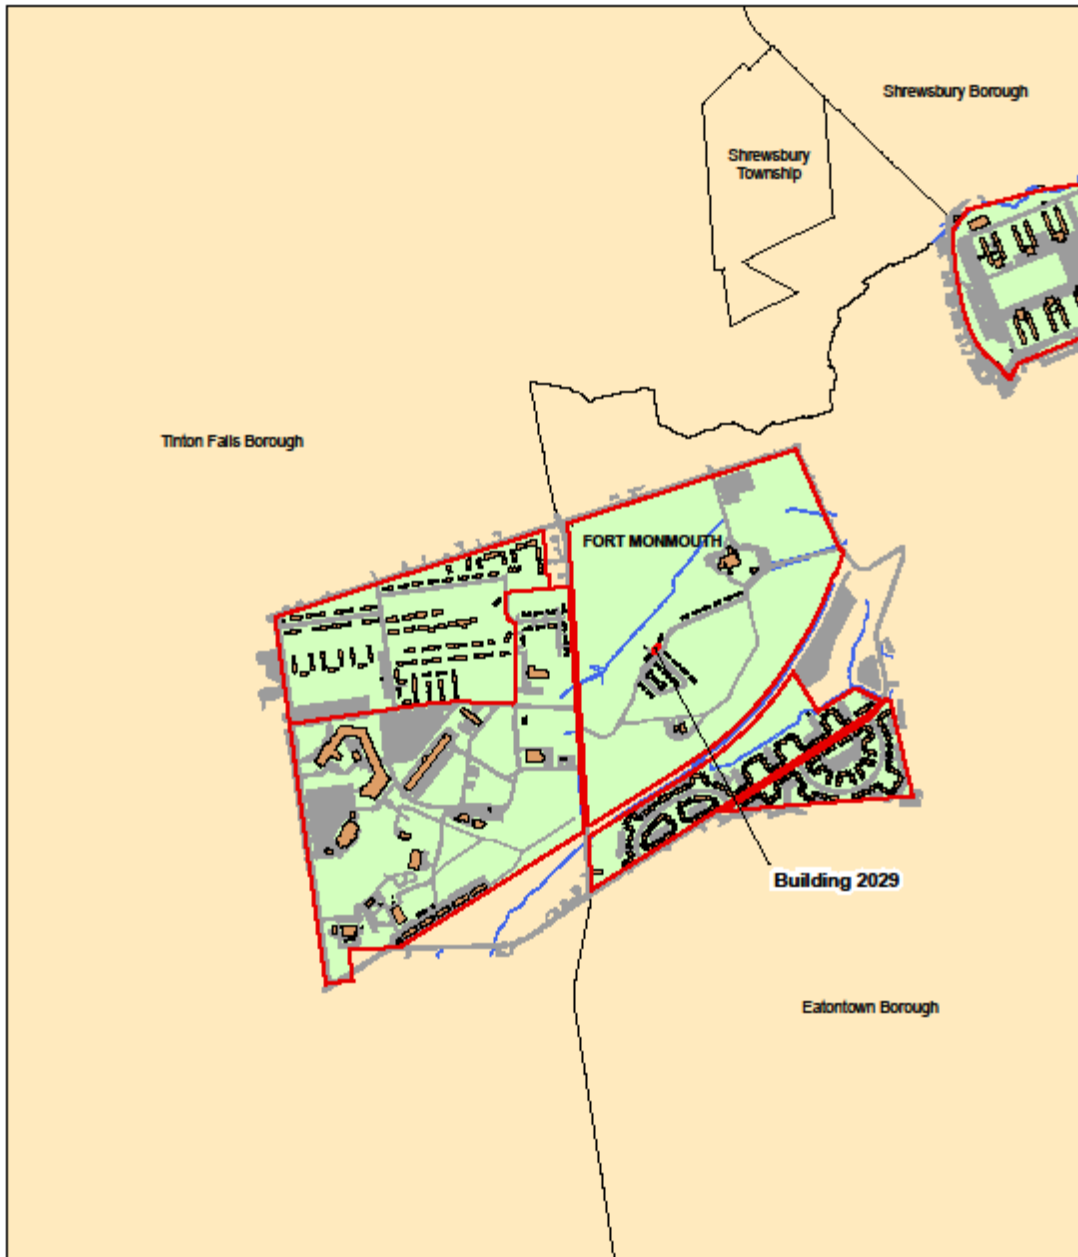 Shrewsbury Borough
Shrewsbury
Township
Tinton Falls Borough
FORT MONMOUTH
Building 2029
Eatontown Borough